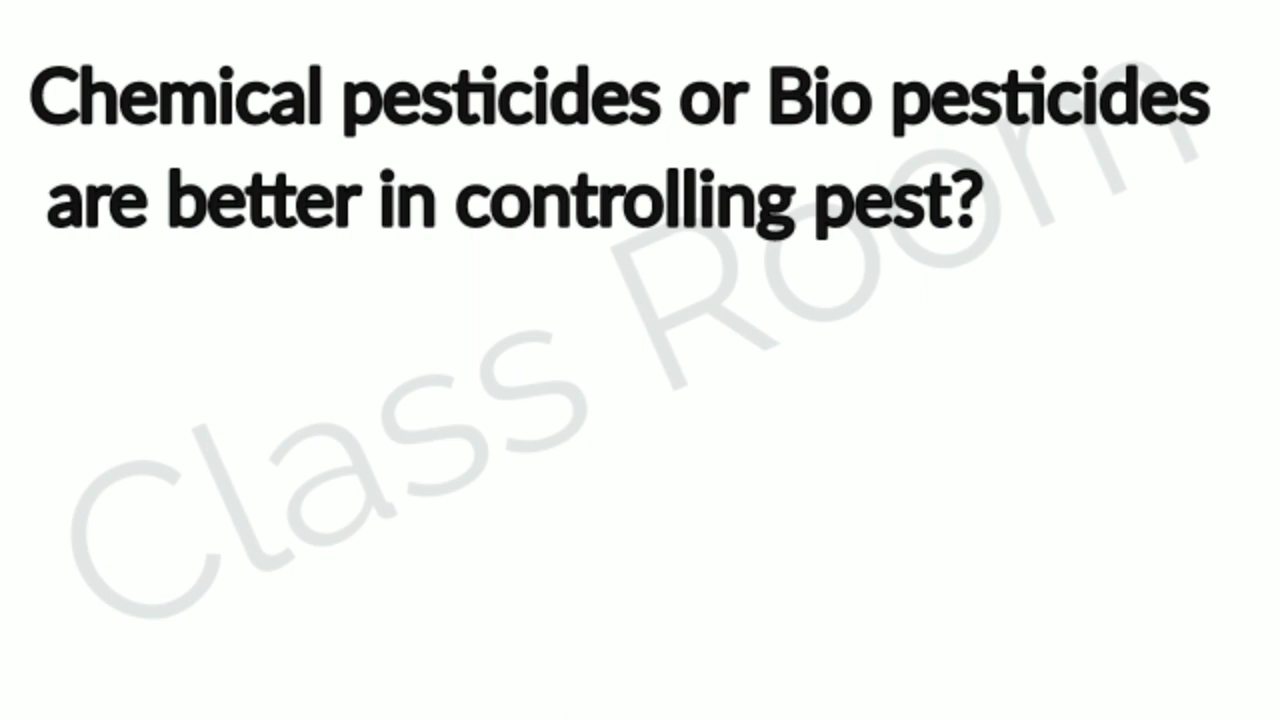 Chemical pesticides or Bio pesticides
are better in controlling pest?
Class Room